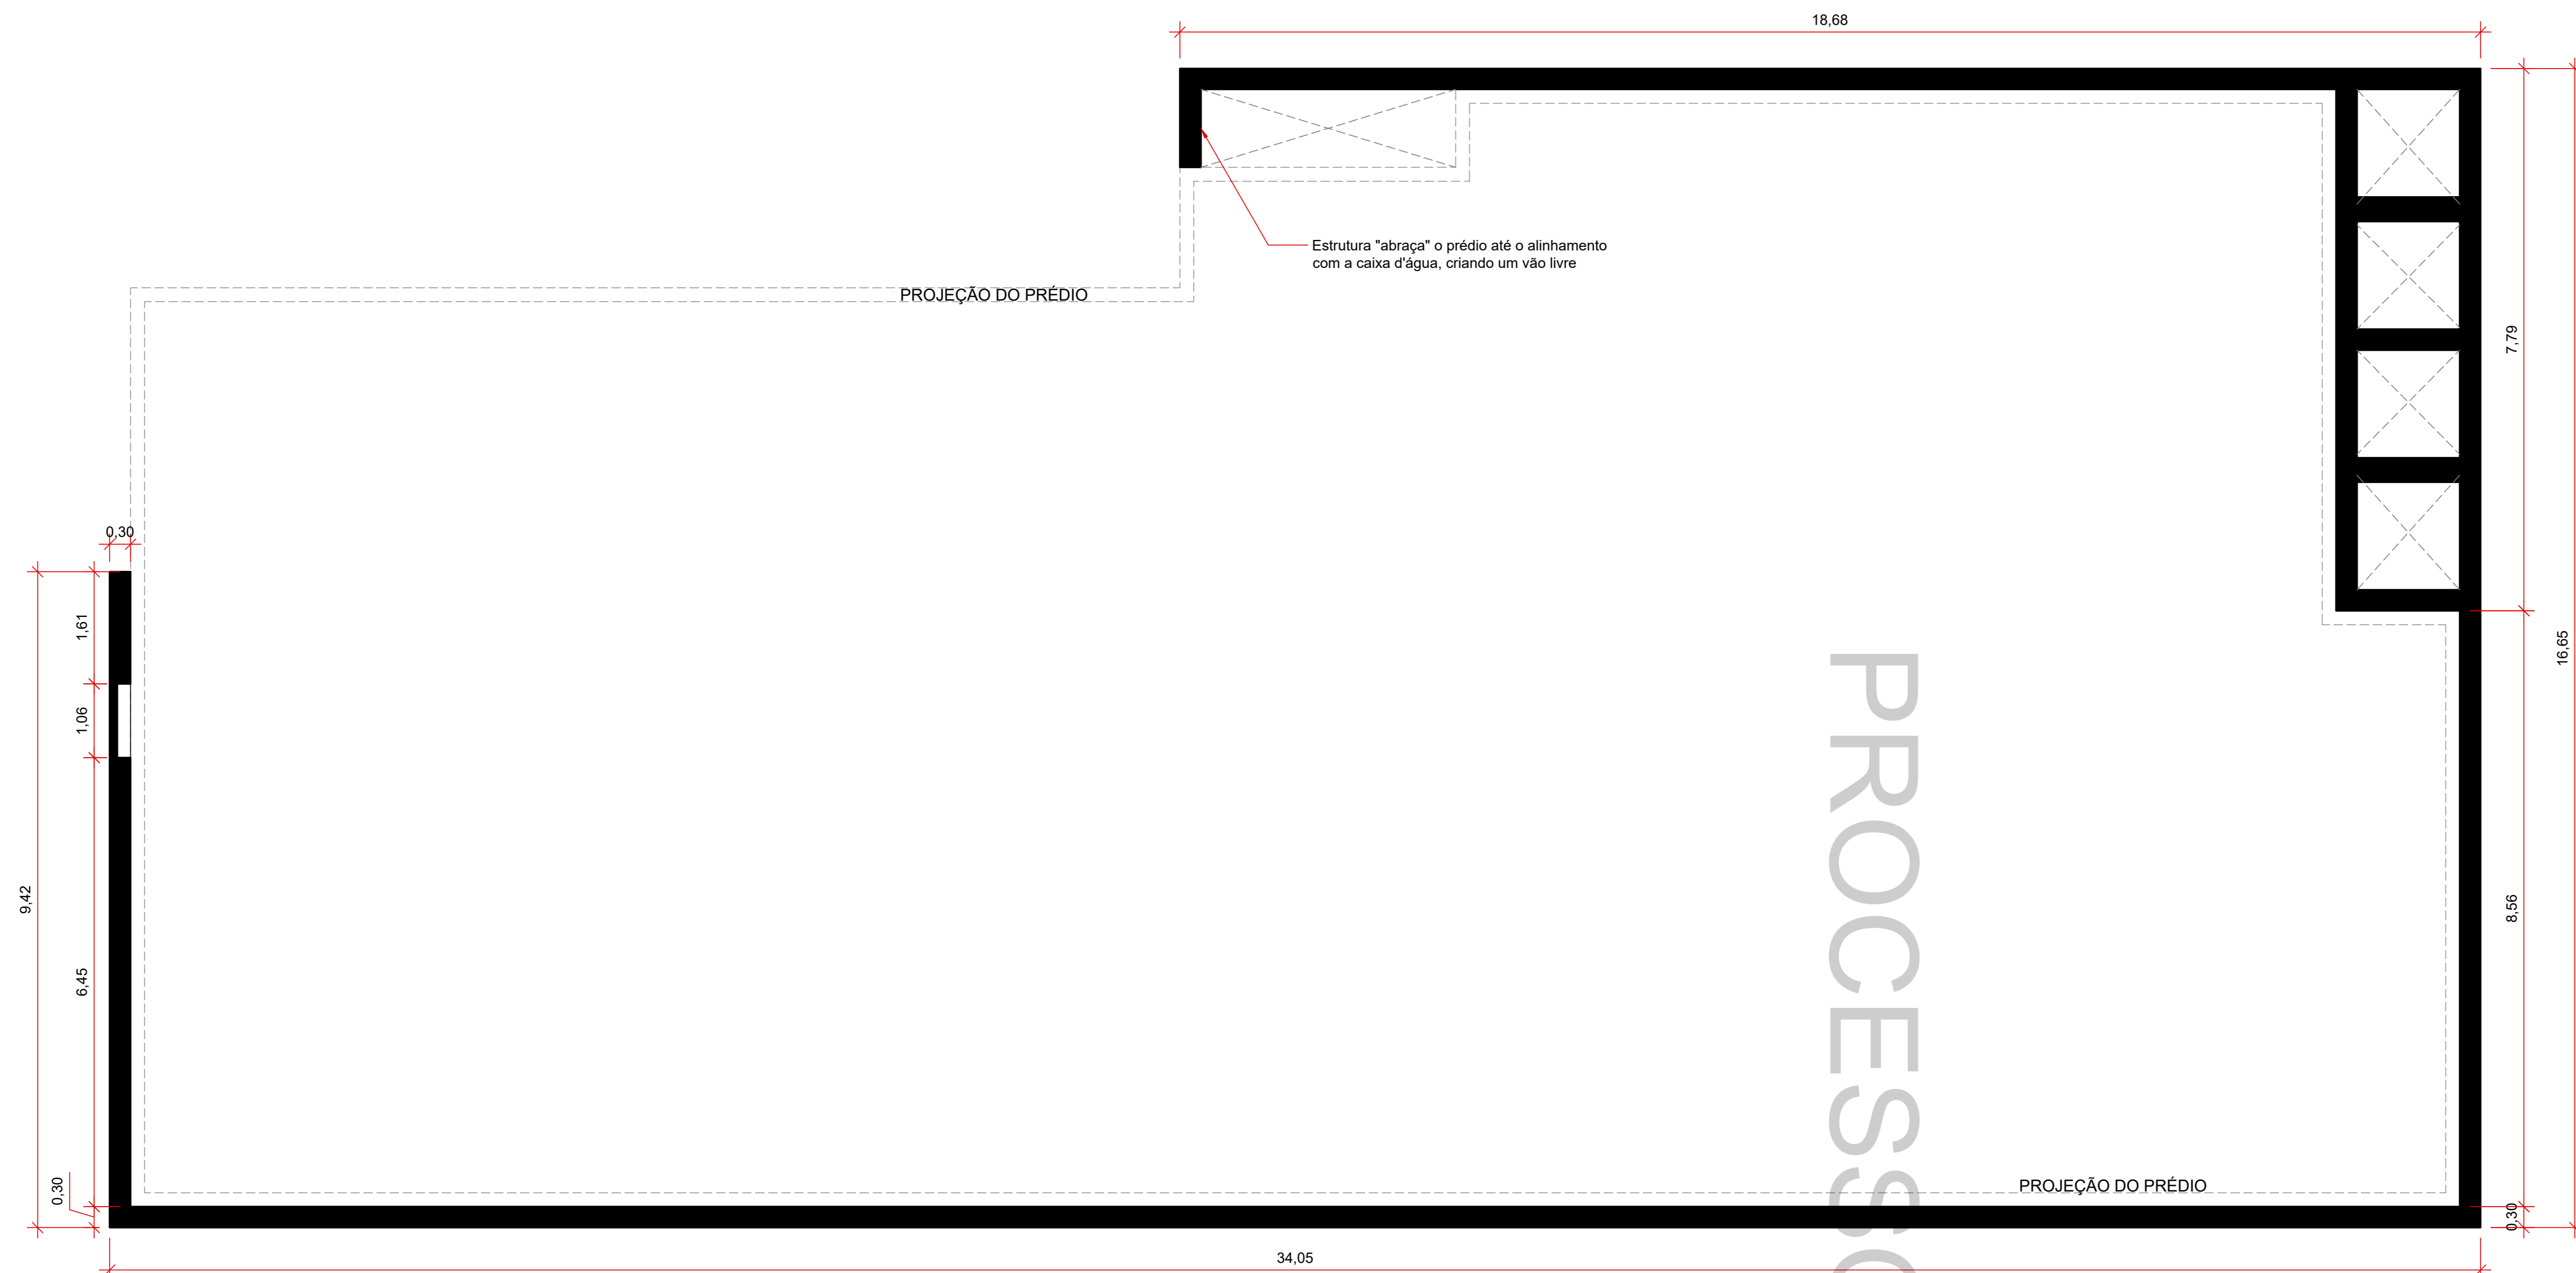 18,68
Estrutura "abraça" o prédio até o alinhamento
com a caixa d'água, criando um vão livre
PROJEÇÃO DO PRÉDIO
7,79
0,30
1,61
16,65
1,06
9,42
8,56
6,45
0,30
PROJEÇÃO DO PRÉDIO
0,30
34,05
PROCESSO